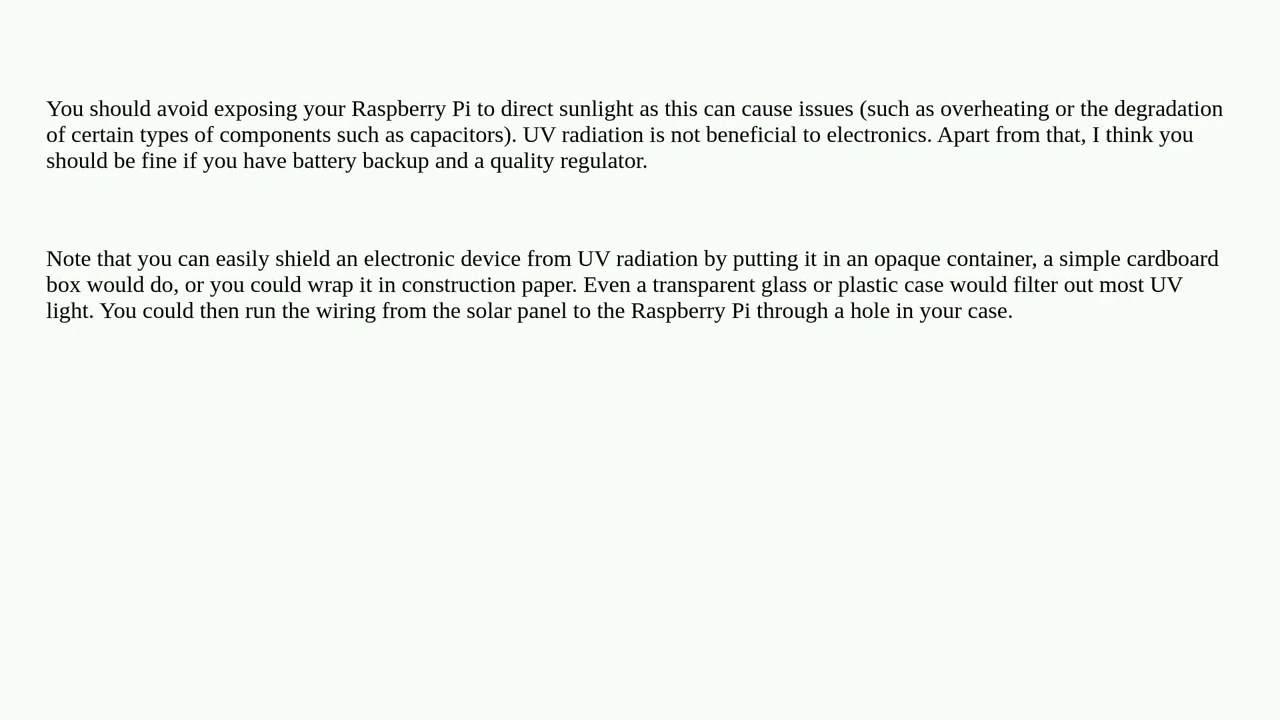 You should avoid exposing your Raspberry Pi to direct sunlight as this can cause issues (such as overheating or the degradation
of certain types of components such as capacitors). UV radiation is not beneficial to electronics. Apart from that, I think you
should be fine if you have battery backup and a quality regulator.
Note that you can easily shield an electronic device from UV radiation by putting it in an opaque container, a simple cardboard
box would do, or you could wrap it in construction paper. Even a transparent glass or plastic case would filter out most UV
light. You could then run the wiring from the solar panel to the Raspberry Pi through a hole in your case.